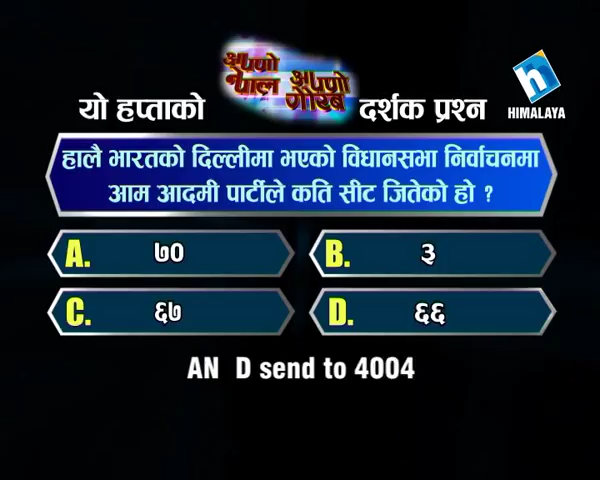 आफ्नो नेपाल आफ्नो गौरब
यो हप्ताको दर्शक प्रश्न
HIMALAYA
हालै भारतको दिल्लीमा भएको विधानसभा निर्वाचनमा
आम आदमी पार्टीले कति सीट जितेको हो ?
A. ७० B. ३
C. ६७ D. ६६
AN D send to 4004